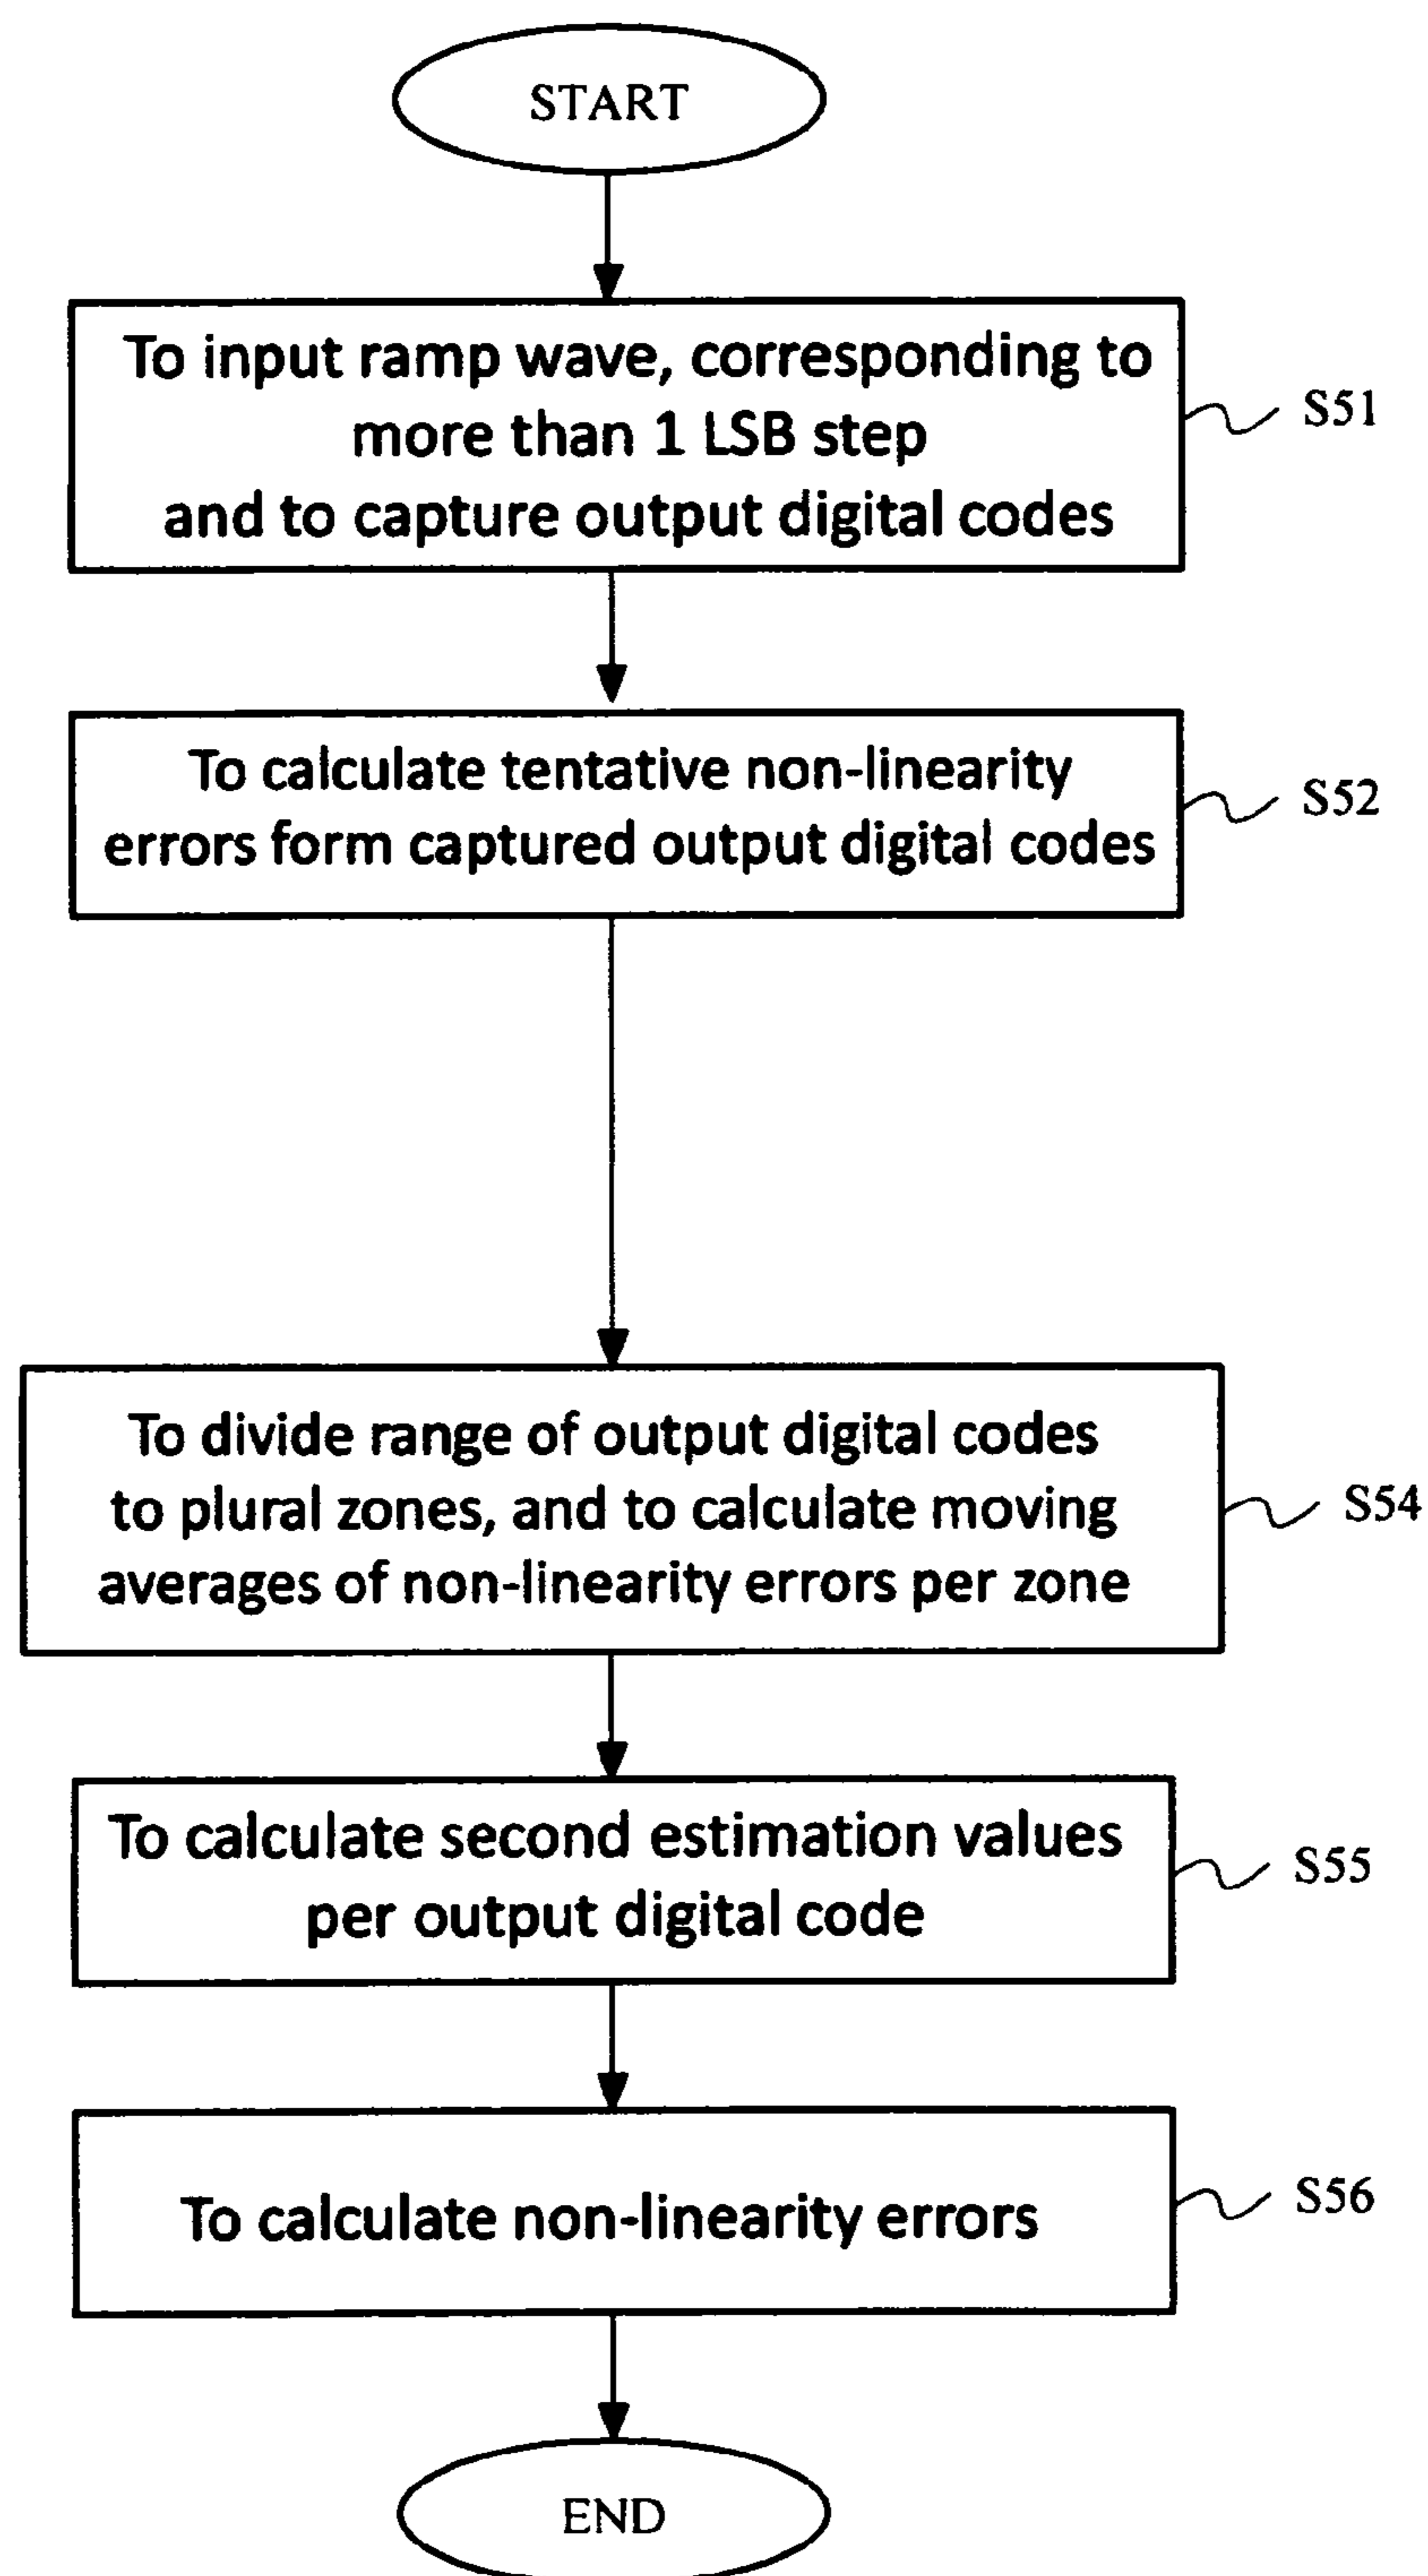 START
To input ramp wave, corresponding to
more than 1 LSB step
and to capture output digital codes
S51
To calculate tentative non-linearity
errors form captured output digital codes
S52
To divide range of output digital codes
to plural zones, and to calculate moving
averages of non-linearity errors per zone
S54
To calculate second estimation values
per output digital code
S55
To calculate non-linearity errors
S56
END